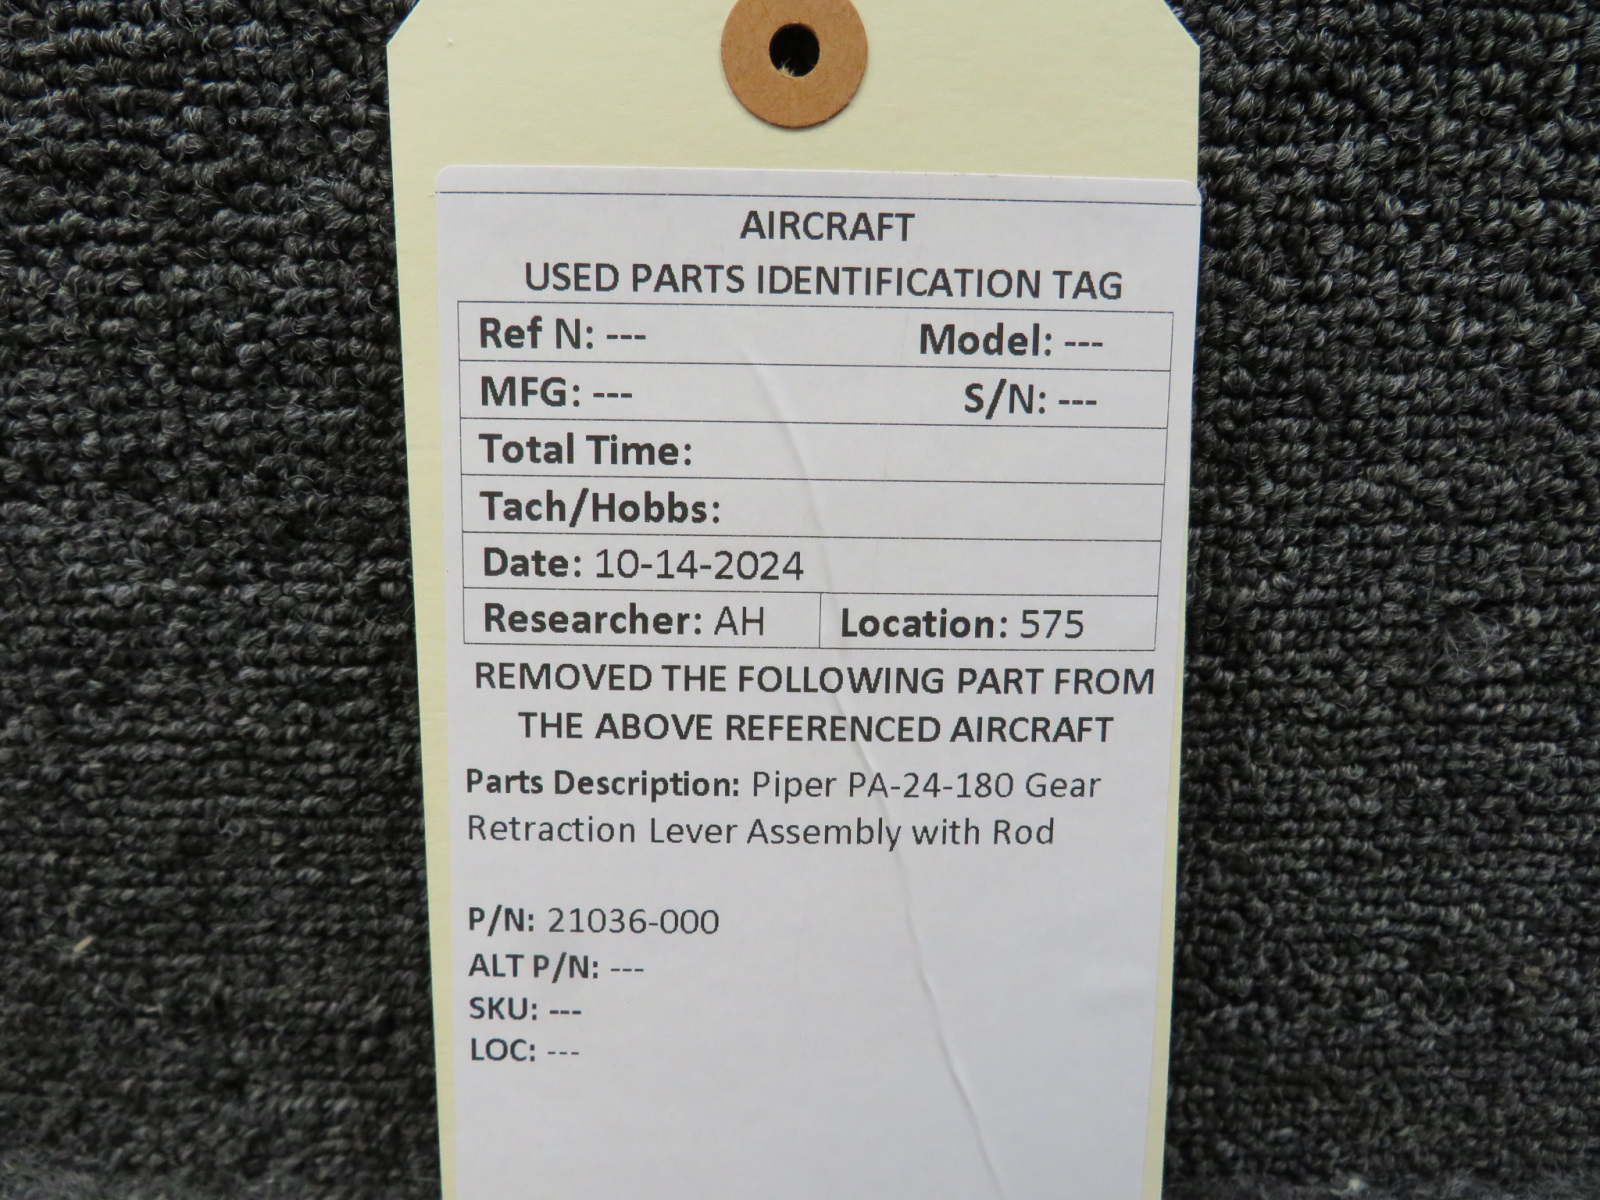 AIRCRAFT
USED PARTS IDENTIFICATION TAG
Ref N: --- Model: ---
MFG: --- S/N: ---
Total Time:
Tach/Hobbs:
Date: 10-14-2024
Researcher: AH Location: 575
REMOVED THE FOLLOWING PART FROM
THE ABOVE REFERENCED AIRCRAFT
Parts Description: Piper PA-24-180 Gear
Retraction Lever Assembly with Rod
P/N: 21036-000
ALT P/N: ---
SKU: ---
LOC: ---